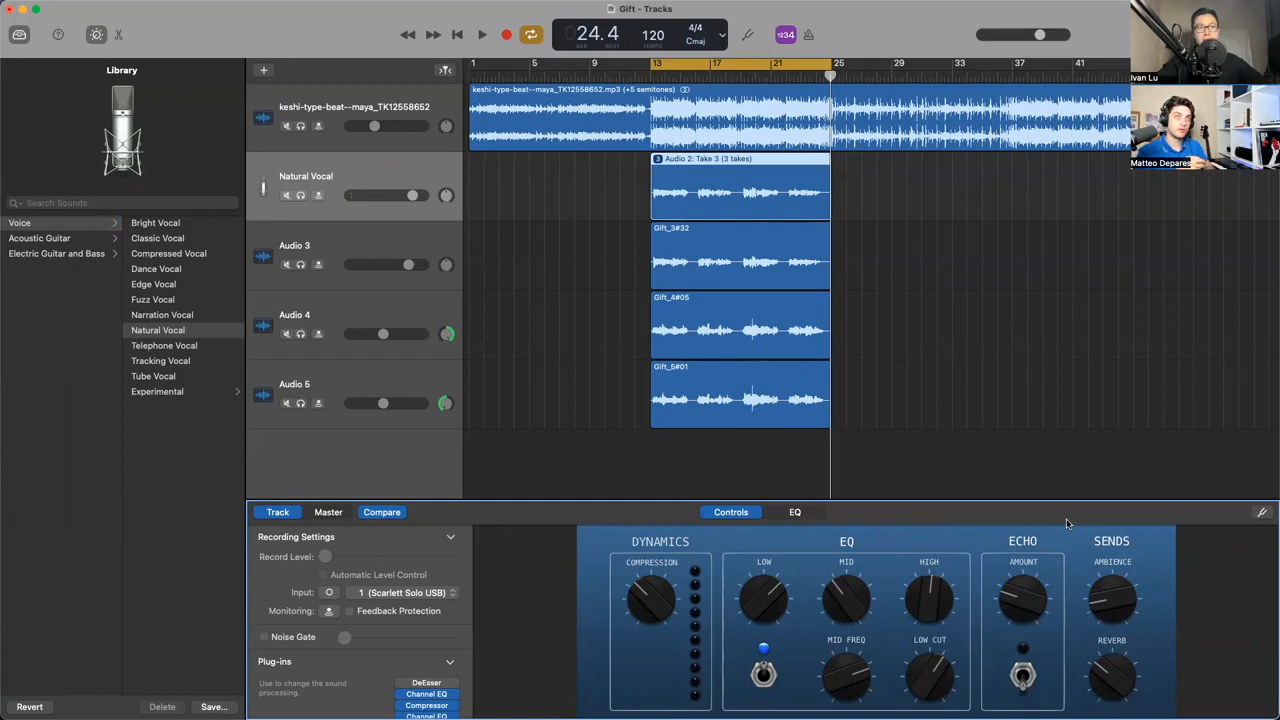 Gift - Tracks
24.4
BAR
BEAT
120
TEMPO
4/4
Cmaj
1234
Ivan Lu
Matteo Depares
Library
Search Sounds
Voice
Acoustic Guitar
Electric Guitar and Bass
Bright Vocal
Classic Vocal
Compressed Vocal
Dance Vocal
Edge Vocal
Fuzz Vocal
Narration Vocal
Natural Vocal
Telephone Vocal
Tracking Vocal
Tube Vocal
Experimental
Revert
Delete
Save...
1 5 9 13 17 21 25 29 33 37 41
keshi-type-beat--maya_TK12558652
keshi-type-beat--maya_TK12558652.mp3 (+5 semitones)
Natural Vocal
3 Audio 2: Take 3 (3 takes)
Audio 3
Gift_3#32
Audio 4
Gift_4#05
Audio 5
Gift_5#01
Track
Master
Compare
Controls
EQ
Recording Settings
Record Level:
Automatic Level Control
Input:
1 (Scarlett Solo USB)
Monitoring:
Feedback Protection
Noise Gate
Plug-ins
Use to change the sound
processing.
DeEsser
Channel EQ
Compressor
Channel EQ
DYNAMICS
COMPRESSION
EQ
LOW
MID
HIGH
MID FREQ
LOW CUT
ECHO
AMOUNT
SENDS
AMBIENCE
REVERB